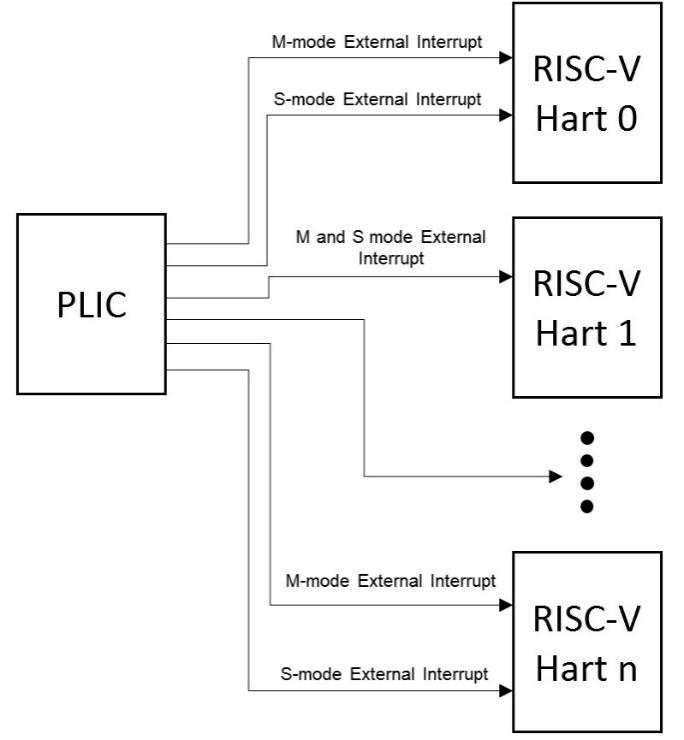 M-mode External Interrupt
S-mode External Interrupt
RISC-V
Hart 0
PLIC
M and S mode External
Interrupt
RISC-V
Hart 1
M-mode External Interrupt
S-mode External Interrupt
RISC-V
Hart n